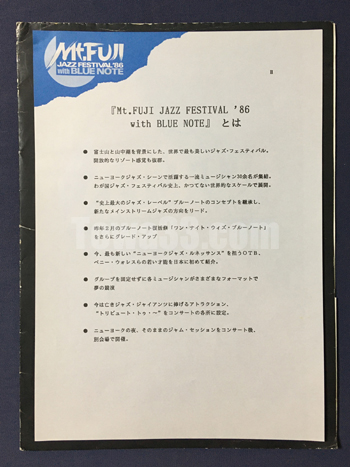 Mt.FUJI
JAZZ FESTIVAL '86
with BLUE NOTE
『Mt.FUJI JAZZ FESTIVAL '86
with BLUE NOTE』 とは
● 富士山と山中湖を背景にした、世界で最も美しいジャズ・フェスティバル。
開放的なリゾート感覚も抜群。
● ニューヨークジャズ・シーンで活躍する一流ミュージシャン30余名が集結。
わが国ジャズ・フェスティバル史上、かつてない世界的なスケールで展開。
● "史上最大のジャズ・レーベル" ブルーノートのコンセプトを継承し、
新たなメインストリームジャズの方向をリード。
● 昨年2月のブルーノート復活祭「ワン・ナイト・ウィズ・ブルーノート」
をさらにグレード・アップ
● 今、最も新しい "ニューヨークジャズ・ルネッサンス" を担うOTB、
ベニー・ウォレスらの若い才能を日本に初めて紹介。
● グループを固定せずに各ミュージシャンがさまざまなフォーマットで
夢の競演
● 今は亡きジャズ・ジャイアンツに捧げるアトラクション、
"トリビュート・トゥ・~" をコンサートの各所に設定。
● ニューヨークの夜、そのままのジャム・セッションをコンサート後、
別会場で開催。